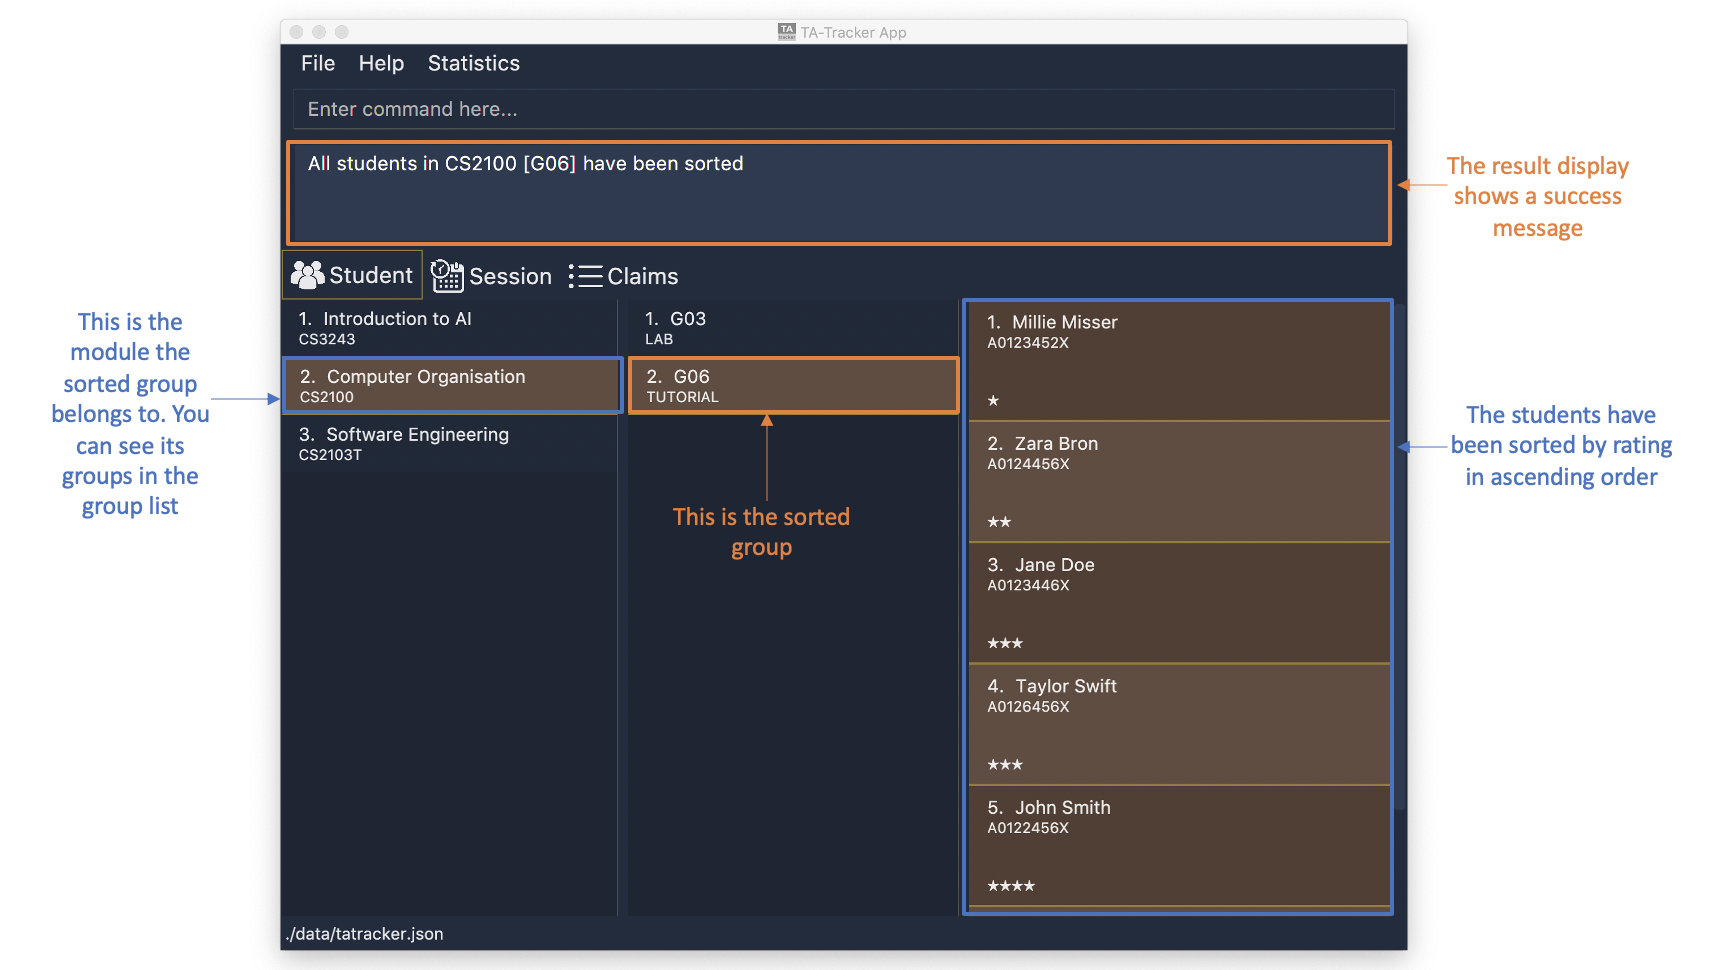 TA-Tracker App
File Help Statistics
Enter command here...
All students in CS2100 [G06] have been sorted
The result display
shows a success
message
Student Session Claims
This is the
module the
sorted group
belongs to. You
can see its
groups in the
group list
1. Introduction to AI
CS3243
2. Computer Organisation
CS2100
3. Software Engineering
CS2103T
1. G03
LAB
2. G06
TUTORIAL
This is the sorted
group
1. Millie Misser
A0123452X
★
2. Zara Bron
A0124456X
★★
3. Jane Doe
A0123446X
★★★
4. Taylor Swift
A0126456X
★★★
5. John Smith
A0122456X
★★★★
The students have
been sorted by rating
in ascending order
./data/tatracker.json